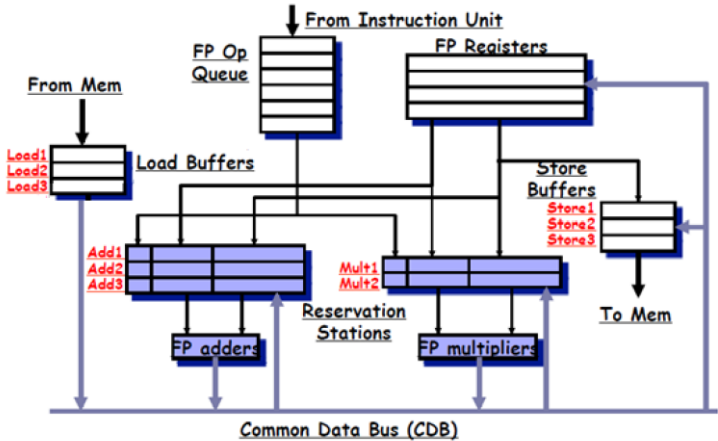 From Instruction Unit
FP Op
Queue
FP Registers
From Mem
Load Buffers
Load1
Load2
Load3
Store
Buffers
Store1
Store2
Store3
Add1
Add2
Add3
Mult1
Mult2
Reservation
Stations
To Mem
FP adders
FP multipliers
Common Data Bus (CDB)